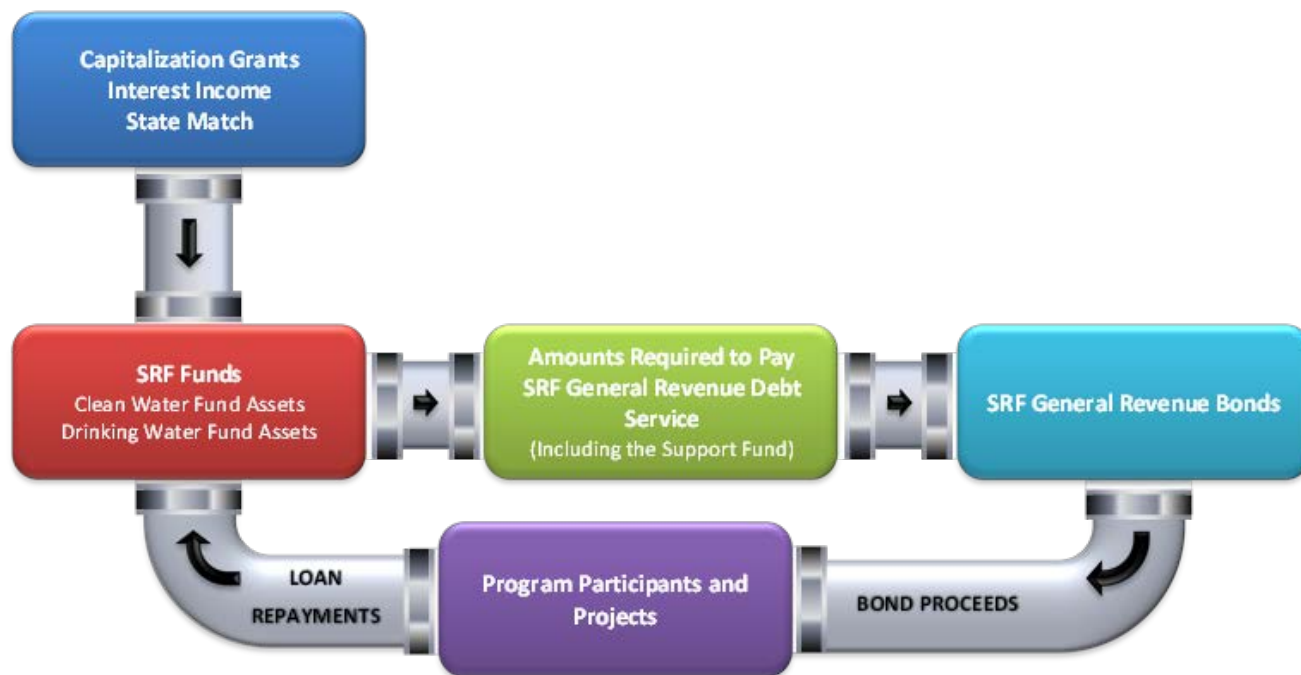 Capitalization Grants
Interest Income
State Match
SRF Funds
Clean Water Fund Assets
Drinking Water Fund Assets
Amounts Required to Pay
SRF General Revenue Debt
Service
(Including the Support Fund)
SRF General Revenue Bonds
LOAN
REPAYMENTS
Program Participants and
Projects
BOND PROCEEDS